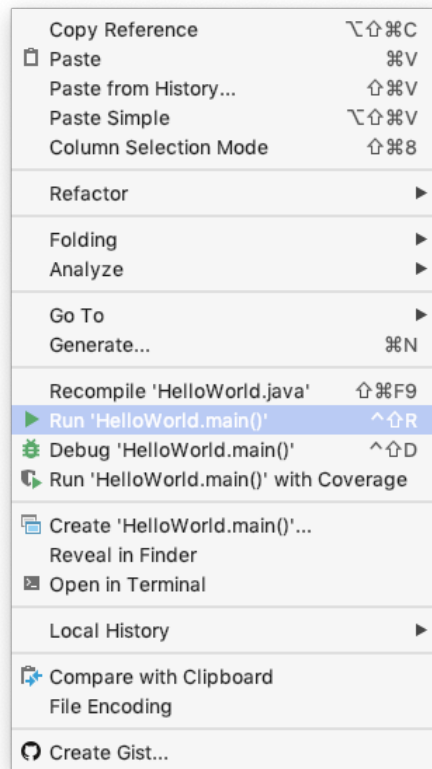 Copy Reference ⌥⇧⌘C
Paste ⌘V
Paste from History... ⇧⌘V
Paste Simple ⌥⇧⌘V
Column Selection Mode ⇧⌘8
Refactor
Folding
Analyze
Go To
Generate... ⌘N
Recompile 'HelloWorld.java' ⇧⌘F9
Run 'HelloWorld.main()' ^⇧R
Debug 'HelloWorld.main()' ^⇧D
Run 'HelloWorld.main()' with Coverage
Create 'HelloWorld.main()'...
Reveal in Finder
Open in Terminal
Local History
Compare with Clipboard
File Encoding
Create Gist...